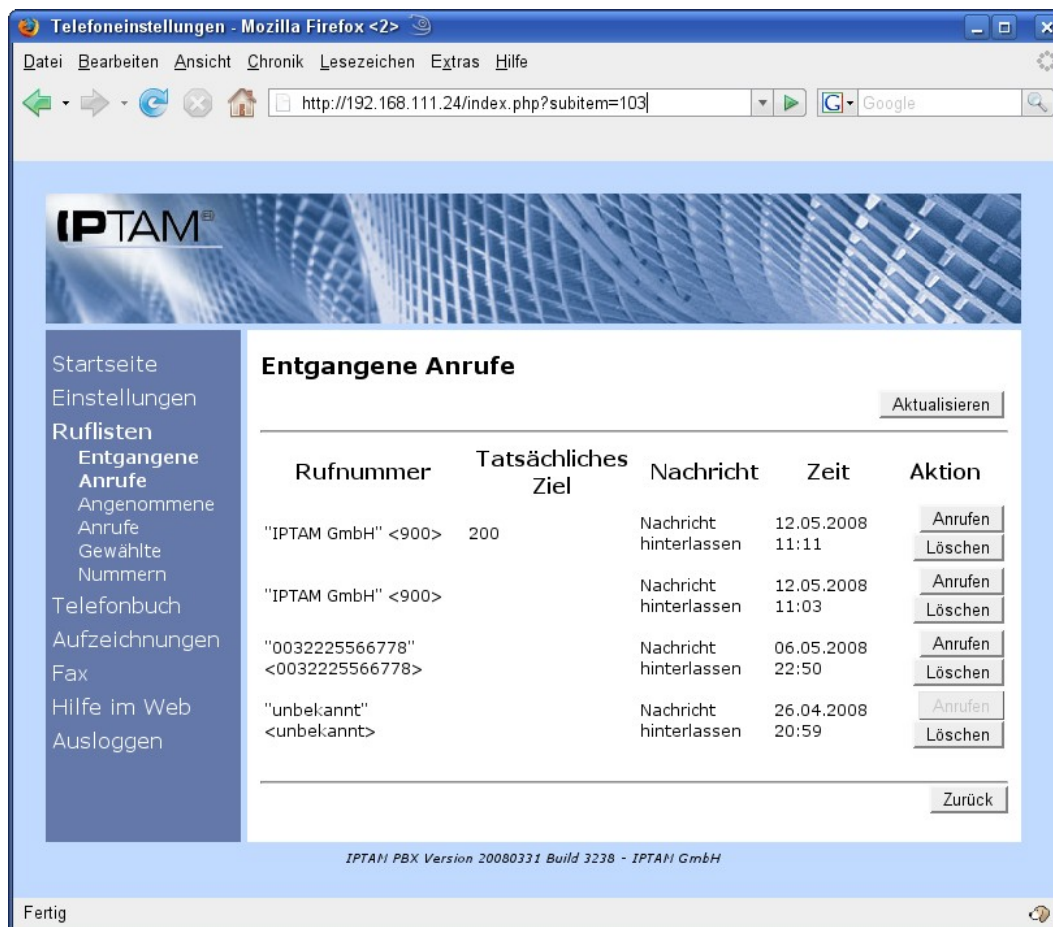 Telefoneinstellungen - Mozilla Firefox <2>
Datei Bearbeiten Ansicht Chronik Lesezeichen Extras Hilfe
http://192.168.111.24/index.php?subitem=103
G Google
IPTAM®
Startseite
Einstellungen
Ruflisten
Entgangene
Anrufe
Angenommene
Anrufe
Gewählte
Nummern
Telefonbuch
Aufzeichnungen
Fax
Hilfe im Web
Ausloggen
Entgangene Anrufe
Aktualisieren
Rufnummer Tatsächliches Ziel Nachricht Zeit Aktion
"IPTAM GmbH" <900> 200 Nachricht hinterlassen 12.05.2008 11:11 Anrufen Löschen
"IPTAM GmbH" <900> Nachricht hinterlassen 12.05.2008 11:03 Anrufen Löschen
"0032225566778" <0032225566778> Nachricht hinterlassen 06.05.2008 22:50 Anrufen Löschen
"unbekannt" <unbekannt> Nachricht hinterlassen 26.04.2008 20:59 Anrufen Löschen
Zurück
IPTAM PBX Version 20080331 Build 3238 - IPTAM GmbH
Fertig